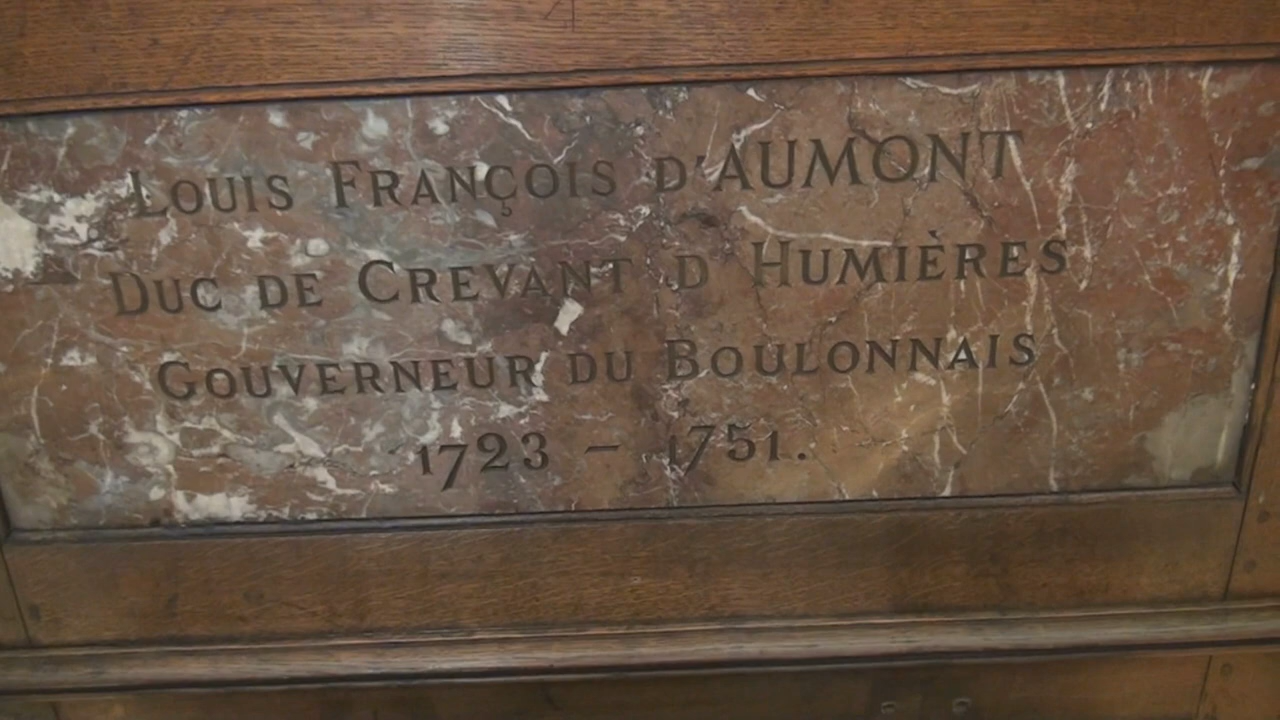 Louis François d'AUMONT
Duc de Crevant d Humières
Gouverneur du Boulonnais
1723 – 1751.